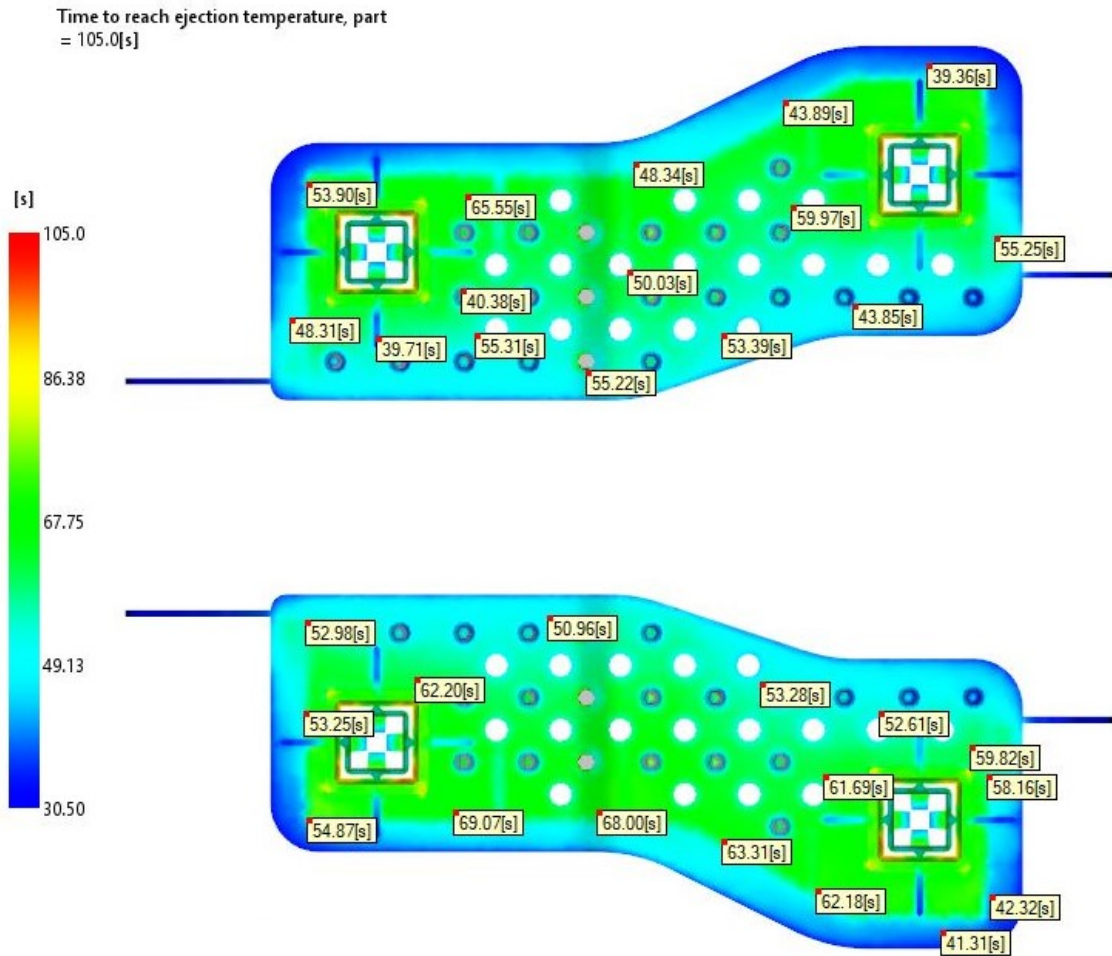 Time to reach ejection temperature, part
= 105.0[s]
[s]
105.0
86.38
67.75
49.13
30.50
39.36[s]
43.89[s]
48.34[s]
53.90[s]
65.55[s]
59.97[s]
55.25[s]
50.03[s]
40.38[s]
43.85[s]
48.31[s]
39.71[s]
55.31[s]
53.39[s]
55.22[s]
52.98[s]
50.96[s]
62.20[s]
53.28[s]
53.25[s]
52.61[s]
59.82[s]
61.69[s]
58.16[s]
54.87[s]
69.07[s]
68.00[s]
63.31[s]
62.18[s]
42.32[s]
41.31[s]